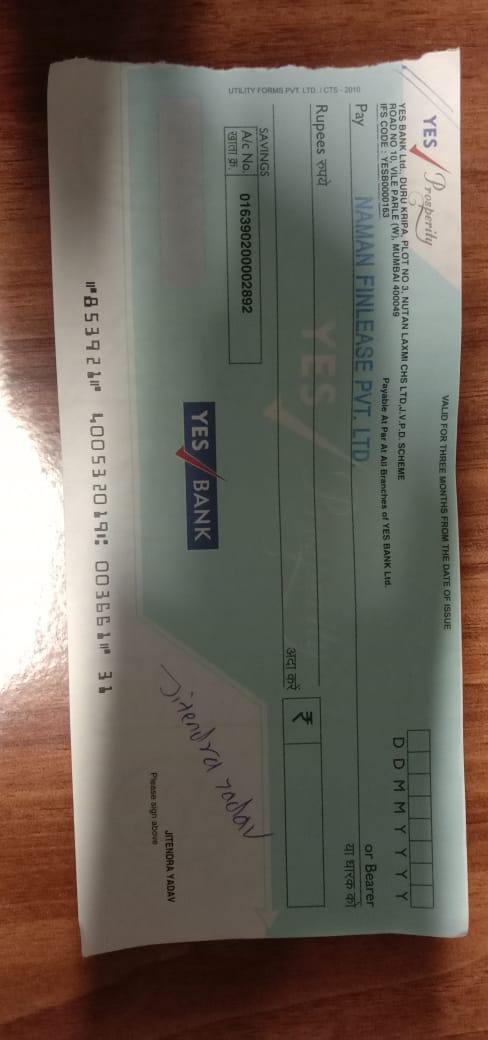 UTILITY FORMS PVT. LTD. / CTS - 2010
YES Prosperity
VALID FOR THREE MONTHS FROM THE DATE OF ISSUE
YES BANK Ltd., DURU KRIPA, PLOT NO 3, NUTAN LAXMI CHS LTD,J.V.P.D. SCHEME
ROAD NO 10, VILE PARLE (W), MUMBAI 400049
IFS CODE : YESB0000163
Payable At Par At All Branches of YES BANK Ltd.
D D M M Y Y Y Y
Pay NAMAN FINLEASE PVT. LTD. or Bearer
या धारक को
Rupees रुपये
YES
अदा करें ₹
SAVINGS
A/c No. 016390200002892
खाता क्र.
YES BANK
Jitendra Yadav
JITENDRA YADAV
Please sign above
⑈853921⑈ 400532019⑆ 003661⑈ 31